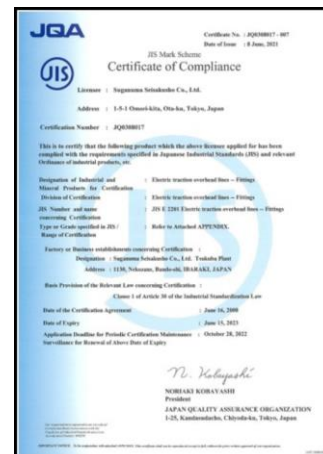 JQA
Certificate No. : JQ0308017 - 007
Date of Issue : 8 June, 2021
JIS
JIS Mark Scheme
Certificate of Compliance
Licensee : Suganuma Seisakusho Co., Ltd.
Address : 1-5-1 Omori-kita, Ota-ku, Tokyo, Japan
Certification Number : JQ0308017
This is to certify that the following product which the above licensee applied for has been
complied with the requirements specified in Japanese Industrial Standards (JIS) and relevant
Ordinance of industrial products, etc.
Designation of Industrial and : Electric traction overhead lines -- Fittings
Mineral Products for Certification
Division of Certification : Electric traction overhead lines -- Fittings
JIS Number and name : JIS E 2201 Electric traction overhead lines -- Fittings
concerning Certification
Type or Grade specified in JIS / : Refer to Attached APPENDIX.
Range of Certification
Factory or Business establishments concerning Certification :
Designation : Suganuma Seisakusho Co., Ltd. Tsukuba Plant
Address : 1130, Bando-shi, IBARAKI, JAPAN
Basis Provision of the Relevant Law concerning Certification :
Clause 1 of Article 30 of the Industrial Standardization Law
Date of the Certification Agreement : June 16, 2008
Date of Expiry : June 15, 2023
Application Deadline for Periodic Certification Maintenance : October 28, 2022
Surveillance for Renewal of Above Date of Expiry
N. Kobayashi
NORIAKI KOBAYASHI
President
JAPAN QUALITY ASSURANCE ORGANIZATION
1-25, Kandasudacho, Chiyoda-ku, Tokyo, Japan